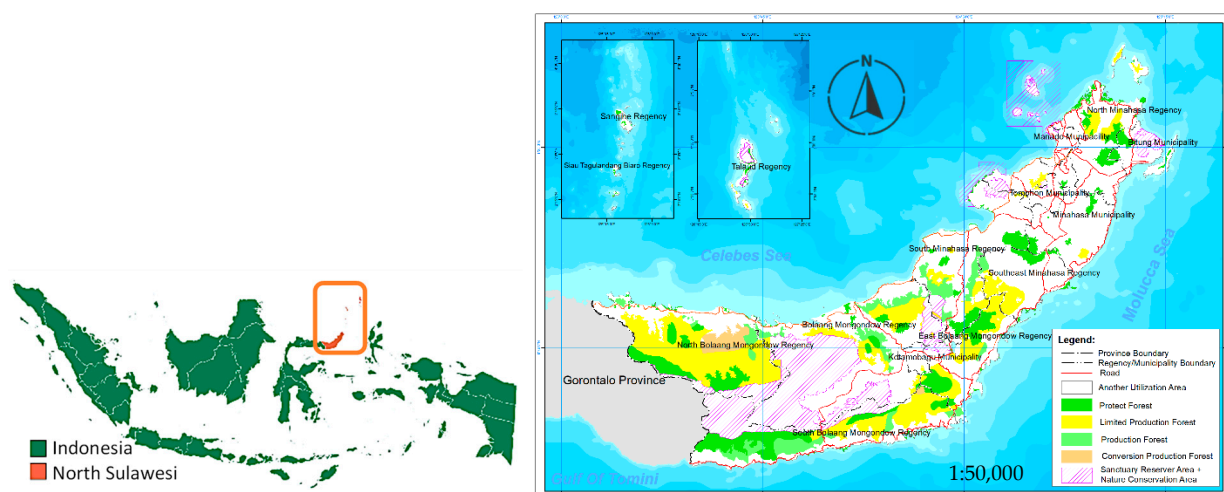 Indonesia
North Sulawesi
N
Sangihe Regency
Siau Tagulandang Biaro Regency
Talaud Regency
North Minahasa Regency
Manado Municipality
Bitung Municipality
Tomohon Municipality
Minahasa Municipality
South Minahasa Regency
Southeast Minahasa Regency
Celebes Sea
Molucca Sea
Bolaang Mongondow Regency
East Bolaang Mongondow Regency
North Bolaang Mongondow Regency
Kotamobagu Municipality
Gorontalo Province
South Bolaang Mongondow Regency
Gulf Of Tomini
1:50,000
Legend:
Province Boundary
Regency/Municipality Boundary
Road
Another Utilization Area
Protect Forest
Limited Production Forest
Production Forest
Conversion Production Forest
Sanctuary Reserver Area +
Nature Conservation Area